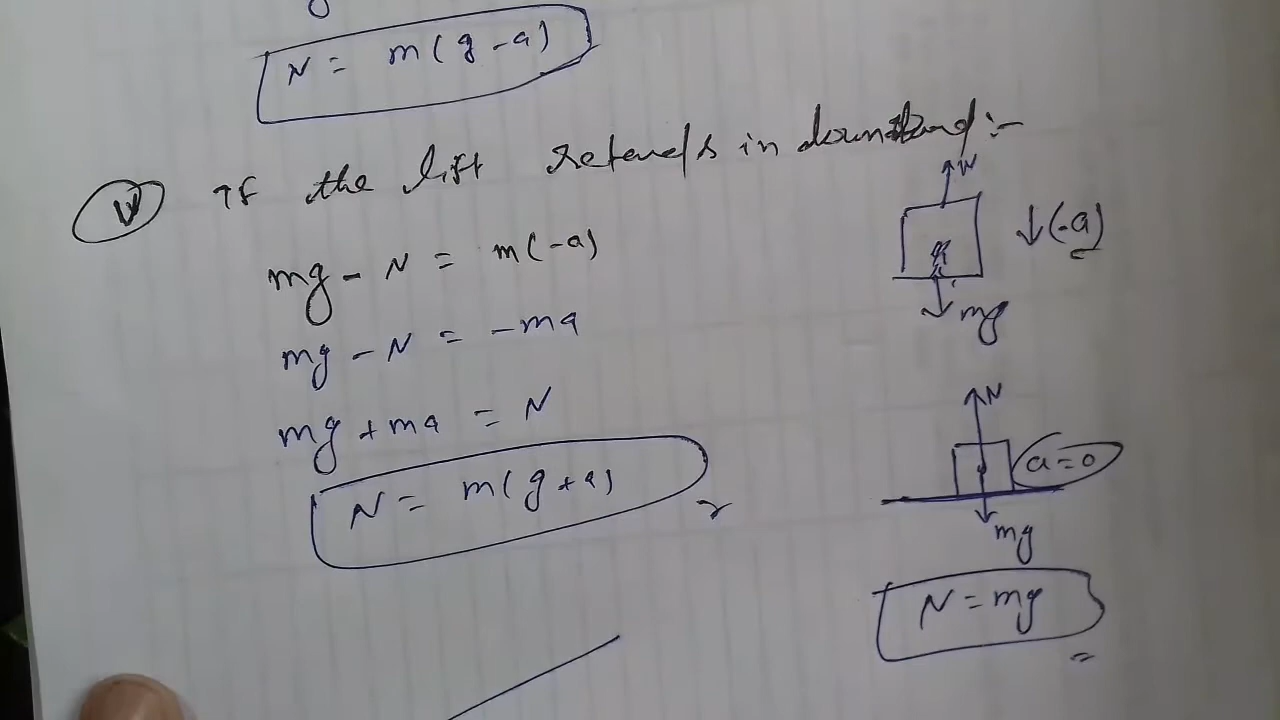 N = m(g-a)
(V) If the lift retards in downward :-
mg - N = m(-a)
mg - N = -ma
mg + ma = N
N = m(g+a)
N
↓(-a)
mg
N
a=0
mg
N = mg